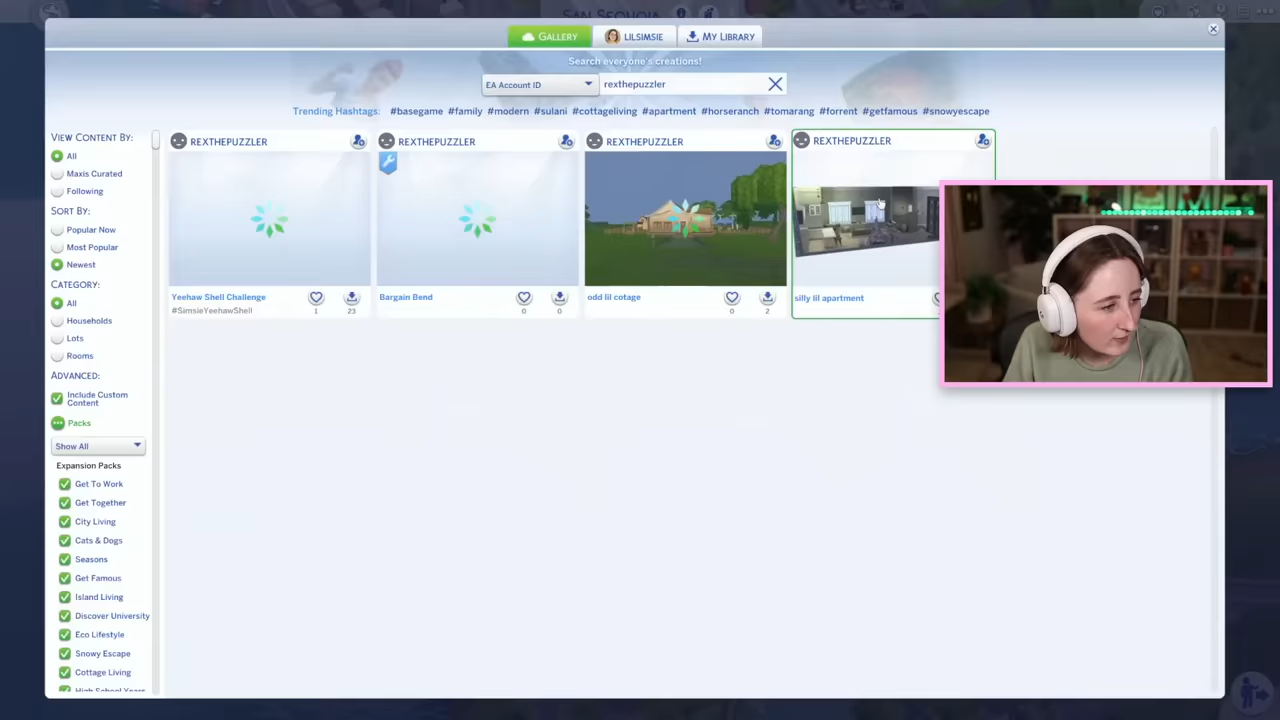 SAN SEQUOIA
GALLERY
LILSIMSIE
MY LIBRARY
Search everyone's creations!
EA Account ID
rexthepuzzler
Trending Hashtags: #basegame #family #modern #sulani #cottageliving #apartment #horseranch #tomarang #forrent #getfamous #snowyescape
VIEW CONTENT BY:
All
Maxis Curated
Following
SORT BY:
Popular Now
Most Popular
Newest
CATEGORY:
All
Households
Lots
Rooms
ADVANCED:
Include Custom
Content
Packs
Show All
Expansion Packs
Get To Work
Get Together
City Living
Cats & Dogs
Seasons
Get Famous
Island Living
Discover University
Eco Lifestyle
Snowy Escape
Cottage Living
High School Years
REXTHEPUZZLER
Yeehaw Shell Challenge
#SimsieYeehawShell
1
23
REXTHEPUZZLER
Bargain Bend
0
0
REXTHEPUZZLER
odd lil cotage
0
2
REXTHEPUZZLER
silly lil apartment